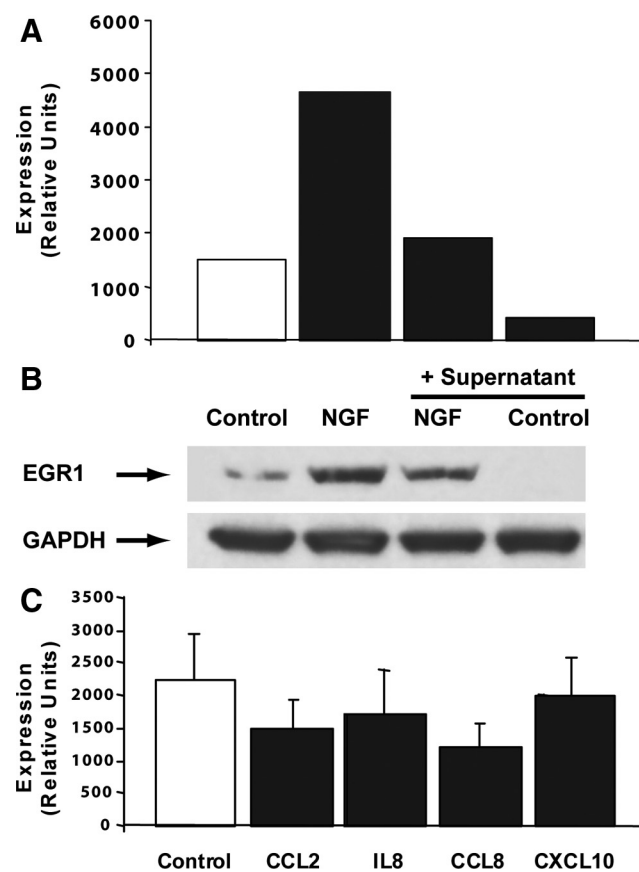 A
6000
5000
4000
3000
2000
1000
0
Expression
(Relative Units)
B
+ Supernatant
Control NGF NGF Control
EGR1
GAPDH
C
3500
3000
2500
2000
1500
1000
500
0
Expression
(Relative Units)
Control CCL2 IL8 CCL8 CXCL10